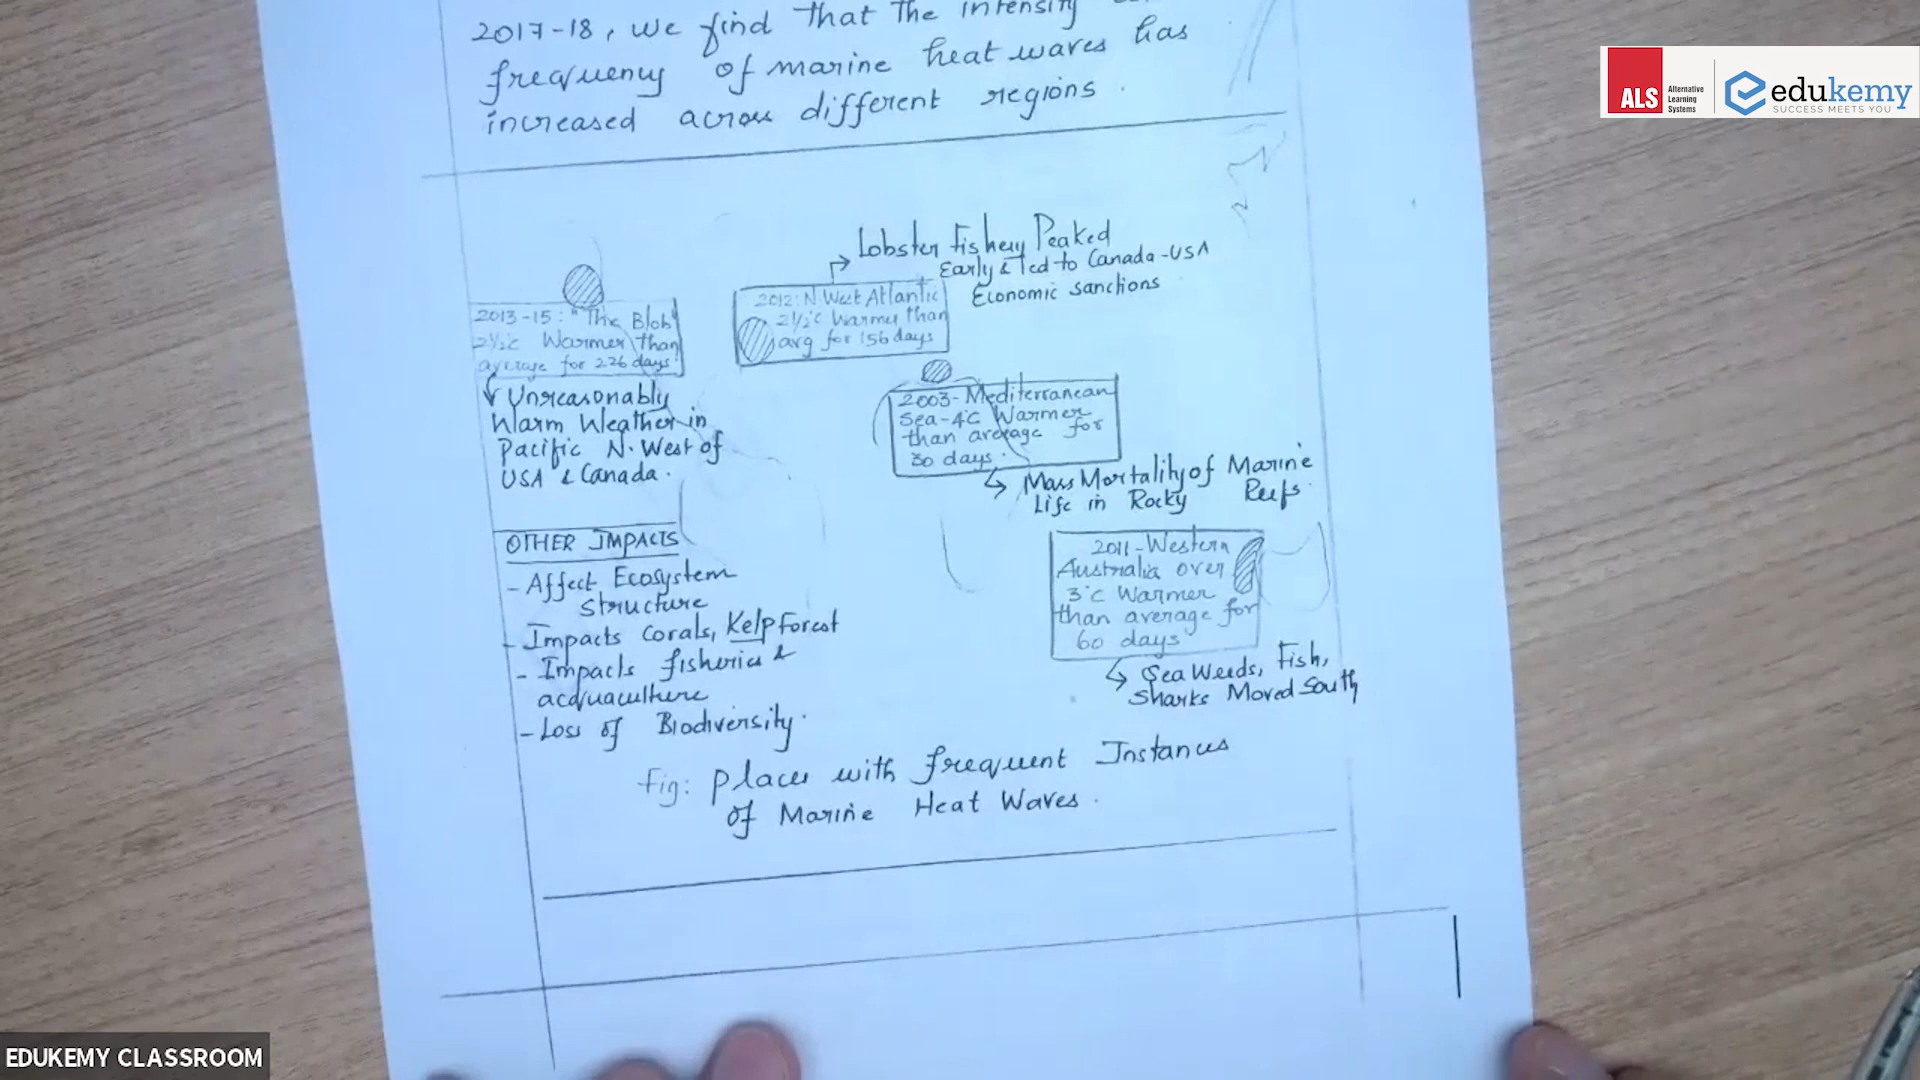 2017-18, we find that the intensity
frequency of marine heat waves has
increased across different regions.
ALS
Alternative
Learning
Systems
edukemy
SUCCESS MEETS YOU
Lobster Fishery Peaked
Early & led to Canada-USA
Economic sanctions
2012: N West Atlantic
2½°C Warmer than
avg for 156 days
2013-15: "The Blob"
2½°C Warmer than
average for 226 days
Unreasonably
Warm Weather in
Pacific N. West of
USA & Canada.
2003- Mediterranean
Sea-4°C Warmer
than average for
30 days.
Mass Mortality of Marine
Life in Rocky Reefs.
OTHER IMPACTS
- Affect Ecosystem
Structure
- Impacts Corals, Kelp Forest
- Impacts fisheries &
acquaculture
- Loss of Biodiversity.
2011-Western
Australia over
3°C Warmer
than average for
60 days
Sea Weeds, Fish,
Sharks Moved South
Fig: Places with frequent Instances
of Marine Heat Waves.
EDUKEMY CLASSROOM